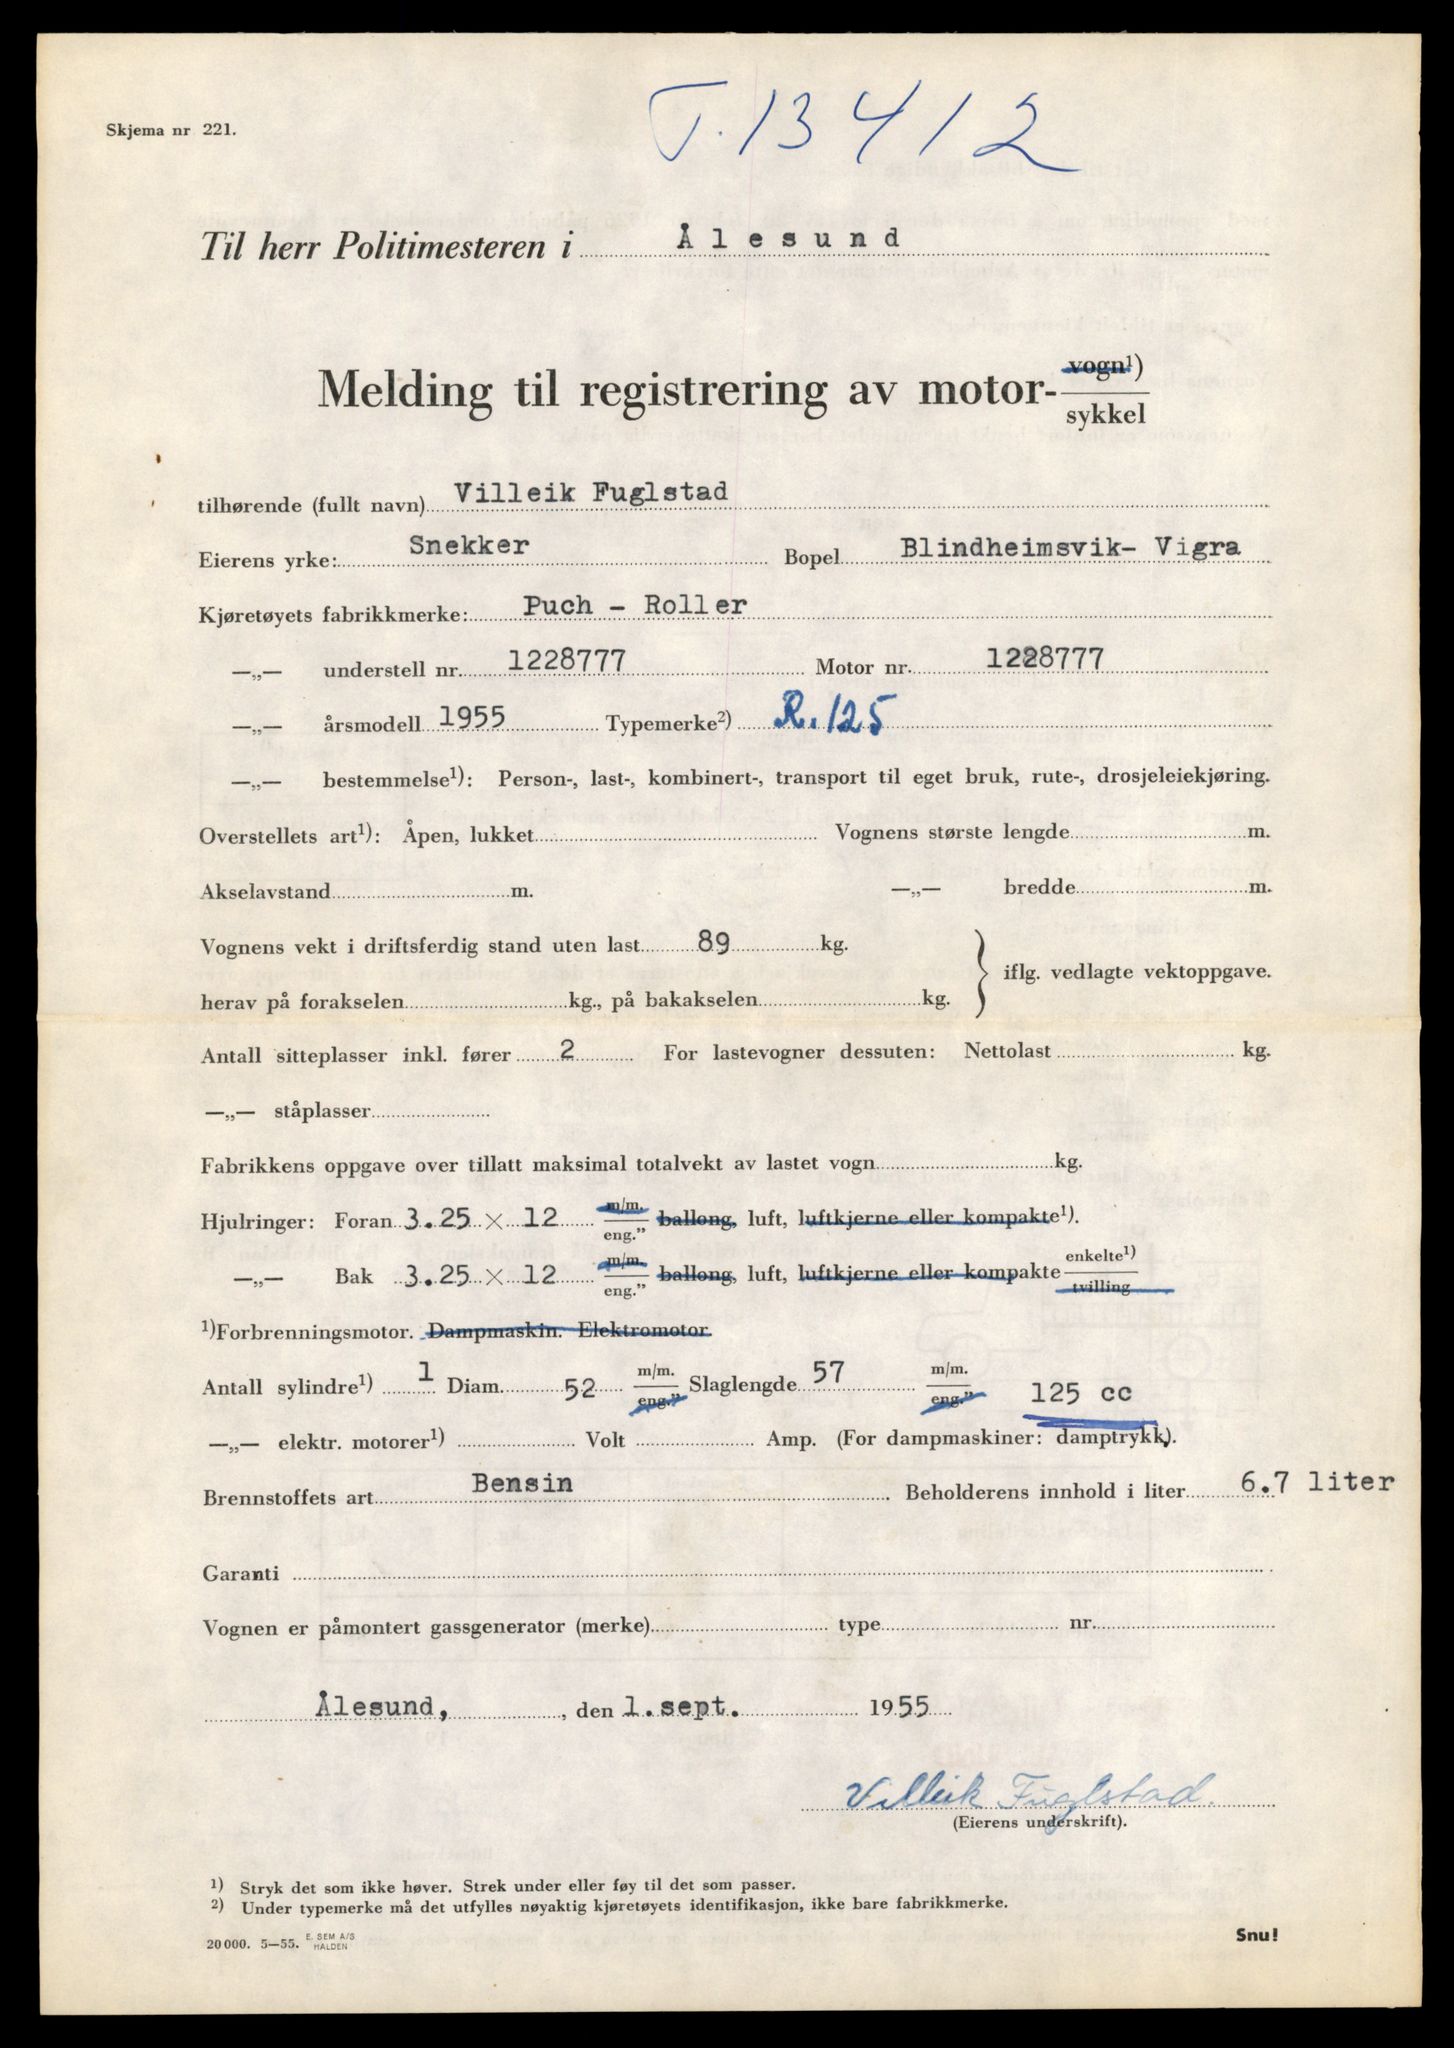 T. 13412
Skjema nr 221.
Til herr Politimesteren i Ålesund
Melding til registrering av motor-vogn¹)
sykkel
tilhørende (fullt navn) Villeik Fuglstad
Eierens yrke: Snekker Bopel Blindheimsvik- Vigra
Kjøretøyets fabrikkmerke: Puch - Roller
—„— understell nr. 1228777 Motor nr. 1228777
—„— årsmodell 1955 Typemerke²) R. 125
—„— bestemmelse¹): Person-, last-, kombinert-, transport til eget bruk, rute-, drosjeleiekjøring.
Overstellets art¹): Åpen, lukket Vognens største lengde m.
Akselavstand m. —„— bredde m.
Vognens vekt i driftsferdig stand uten last 89 kg.
iflg. vedlagte vektoppgave.
herav på forakselen kg., på bakakselen kg.
Antall sitteplasser inkl. fører 2 For lastevogner dessuten: Nettolast kg.
—„— ståplasser
Fabrikkens oppgave over tillatt maksimal totalvekt av lastet vogn kg.
Hjulringer: Foran 3.25 × 12 m/m. eng.” ballong, luft, luftkjerne eller kompakte¹).
—„— Bak 3.25 × 12 m/m. eng.” ballong, luft, luftkjerne eller kompakte enkelte¹) tvilling
¹)Forbrenningsmotor. Dampmaskin. Elektromotor.
Antall sylindre¹) 1 Diam. 52 m/m. eng.” Slaglengde 57 m/m. eng.” 125 cc
—„— elektr. motorer¹) Volt Amp. (For dampmaskiner: damptrykk).
Brennstoffets art Bensin Beholderens innhold i liter 6.7 liter
Garanti
Vognen er påmontert gassgenerator (merke) type nr.
Ålesund, , den 1.sept. 1955
Villeik Fuglstad.
(Eierens underskrift).
¹) Stryk det som ikke høver. Strek under eller føy til det som passer.
²) Under typemerke må det utfylles nøyaktig kjøretøyets identifikasjon, ikke bare fabrikkmerke.
20 000. 5—55. E. SEM A/S HALDEN
Snu!